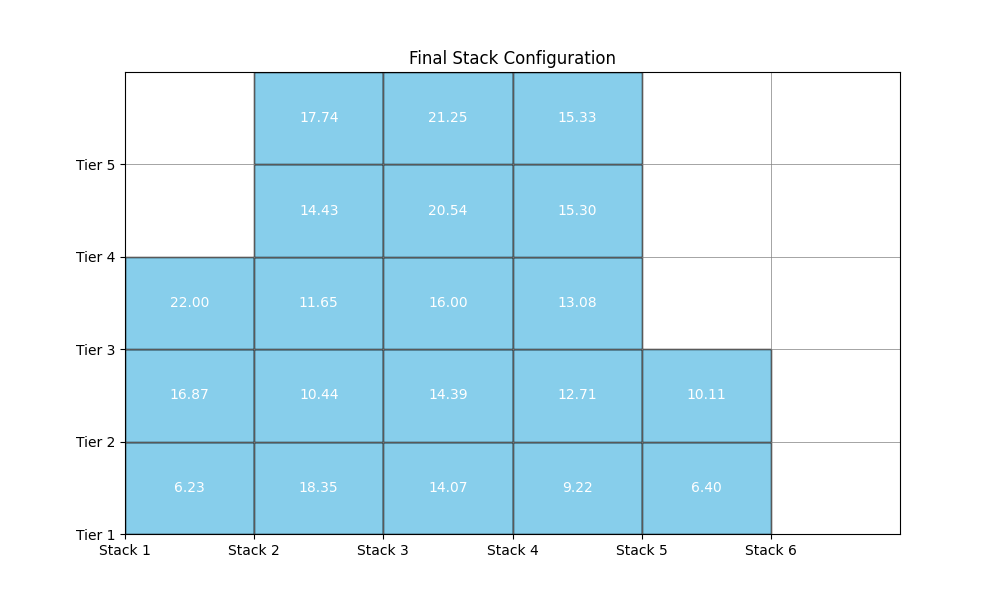 Final Stack Configuration
17.74 21.25 15.33
Tier 5
14.43 20.54 15.30
Tier 4
22.00 11.65 16.00 13.08
Tier 3
16.87 10.44 14.39 12.71 10.11
Tier 2
6.23 18.35 14.07 9.22 6.40
Tier 1
Stack 1 Stack 2 Stack 3 Stack 4 Stack 5 Stack 6